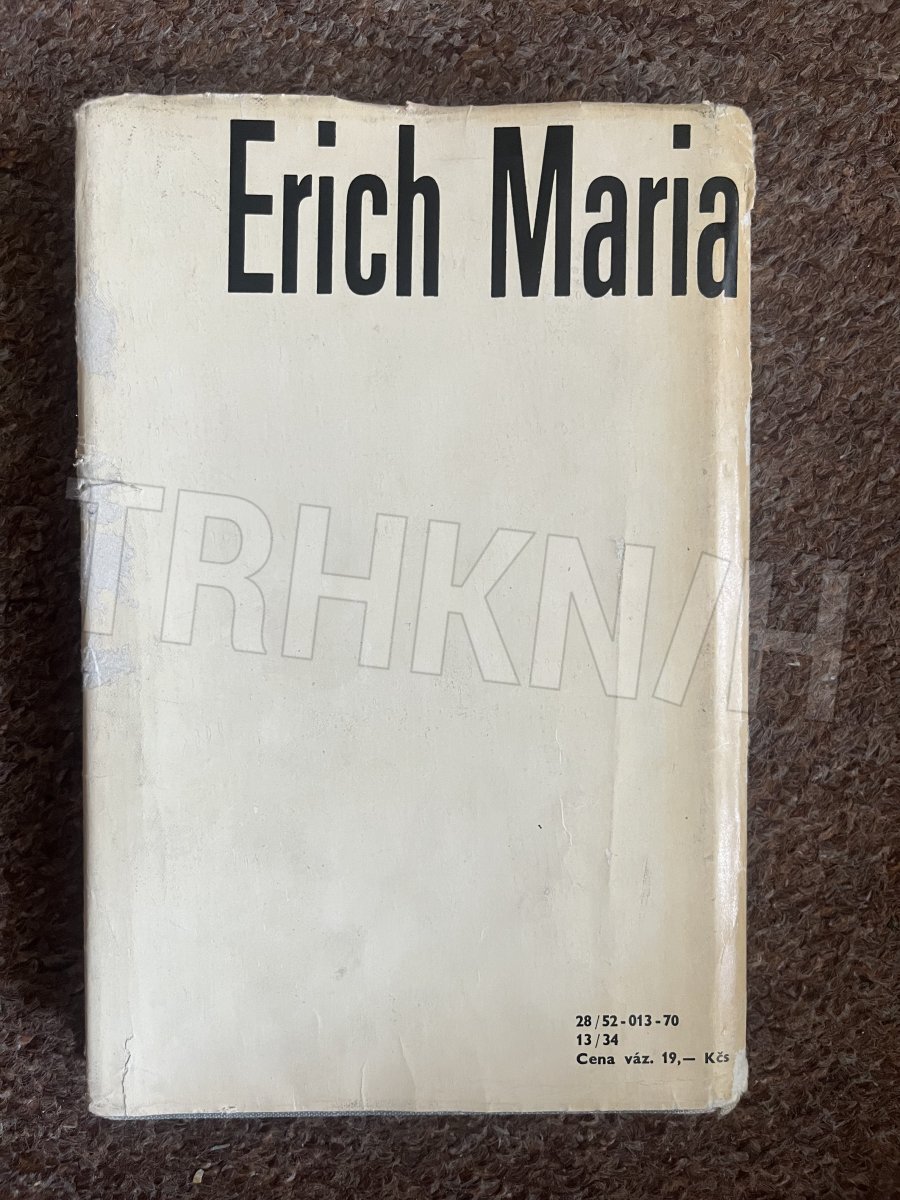 Erich Maria
TRHKNIH
28/52-013-70
13/34
Cena váz. 19,— Kčs